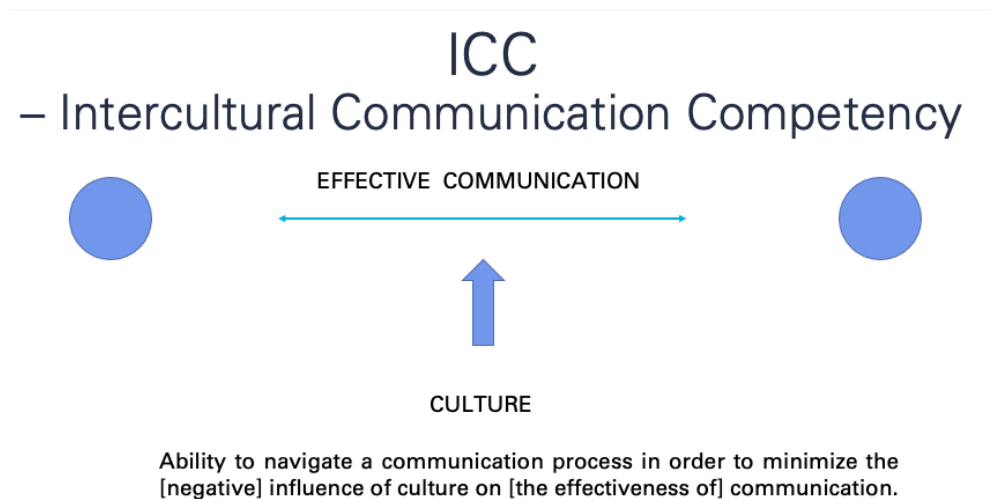 ICC
– Intercultural Communication Competency
EFFECTIVE COMMUNICATION
CULTURE
Ability to navigate a communication process in order to minimize the
[negative] influence of culture on [the effectiveness of] communication.